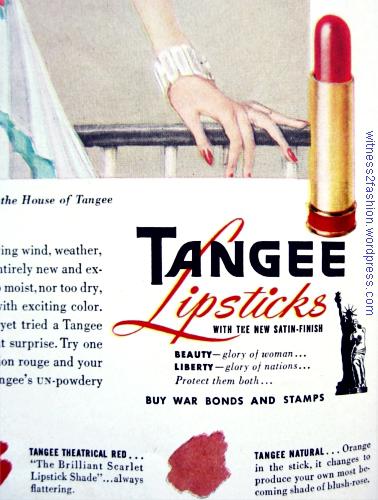 the House of Tangee
ing wind, weather,
ntirely new and ex-
moist, nor too dry,
with exciting color.
yet tried a Tangee
t surprise. Try one
ion rouge and your
ngee's UN-powdery
TANGEE
Lipsticks
WITH THE NEW SATIN-FINISH
BEAUTY—glory of woman...
LIBERTY—glory of nations...
Protect them both...
BUY WAR BONDS AND STAMPS
TANGEE THEATRICAL RED...
"The Brilliant Scarlet
Lipstick Shade"...always
flattering.
TANGEE NATURAL... Orange
in the stick, it changes to
produce your own most be-
coming shade of blush-rose.
witness2fashion.wordpress.com